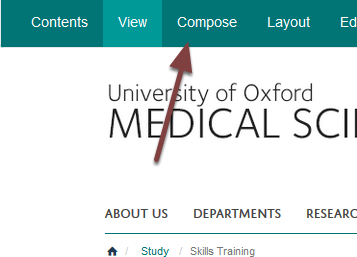 Contents View Compose Layout Ed
University of Oxford
MEDICAL SCI
ABOUT US DEPARTMENTS RESEARC
/ Study / Skills Training